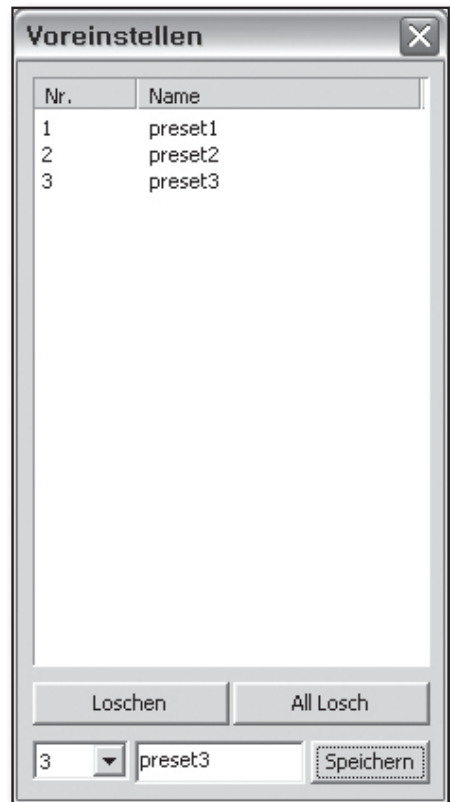 Voreinstellen
Nr. Name
1 preset1
2 preset2
3 preset3
Loschen All Losch
3 preset3 Speichern